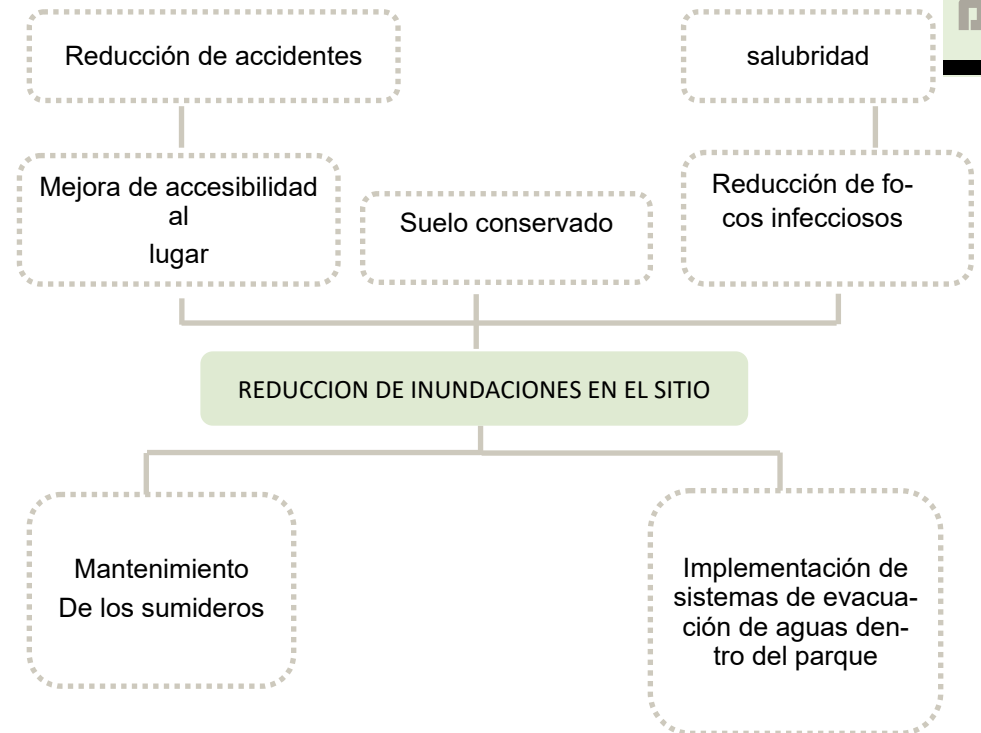 Reducción de accidentes
salubridad
Mejora de accesibilidad
al
lugar
Suelo conservado
Reducción de fo-
cos infecciosos
REDUCCION DE INUNDACIONES EN EL SITIO
Mantenimiento
De los sumideros
Implementación de
sistemas de evacua-
ción de aguas den-
tro del parque